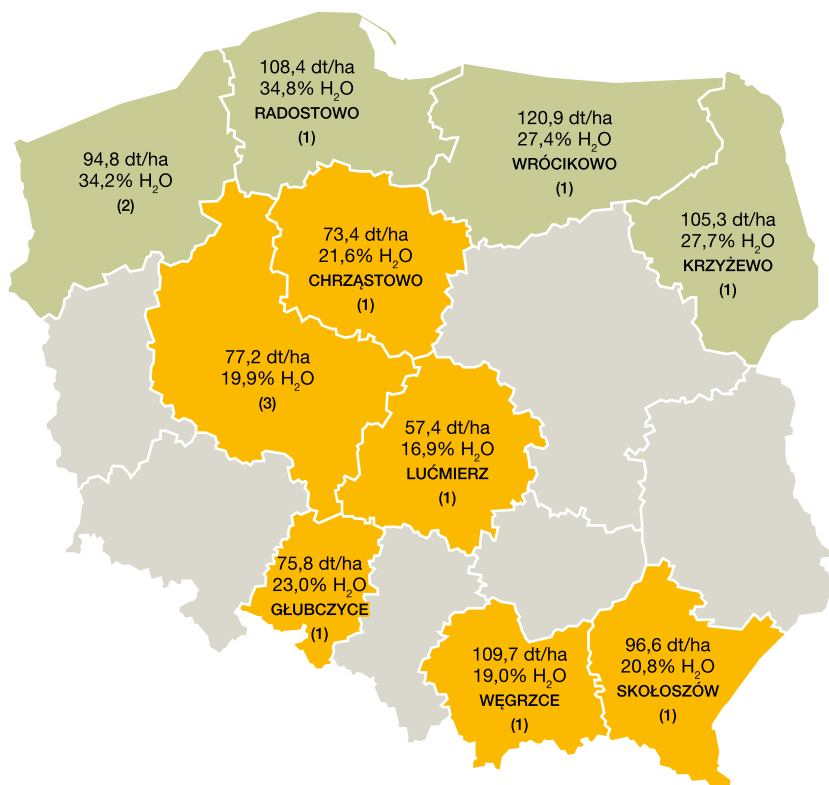 108,4 dt/ha
34,8% H₂O
RADOSTOWO
(1)
120,9 dt/ha
27,4% H₂O
WRÓCIKOWO
(1)
94,8 dt/ha
34,2% H₂O
(2)
105,3 dt/ha
27,7% H₂O
KRZYŻEWO
(1)
73,4 dt/ha
21,6% H₂O
CHRZĄSTOWO
(1)
77,2 dt/ha
19,9% H₂O
(3)
57,4 dt/ha
16,9% H₂O
LUĆMIERZ
(1)
75,8 dt/ha
23,0% H₂O
GŁUBCZYCE
(1)
109,7 dt/ha
19,0% H₂O
WĘGRZCE
(1)
96,6 dt/ha
20,8% H₂O
SKOŁOSZÓW
(1)